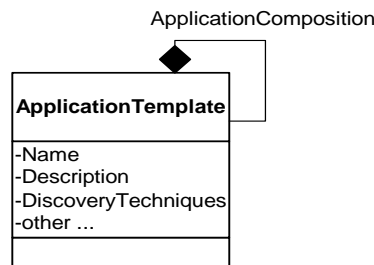 ApplicationComposition
ApplicationTemplate
-Name
-Description
-DiscoveryTechniques
-other ...